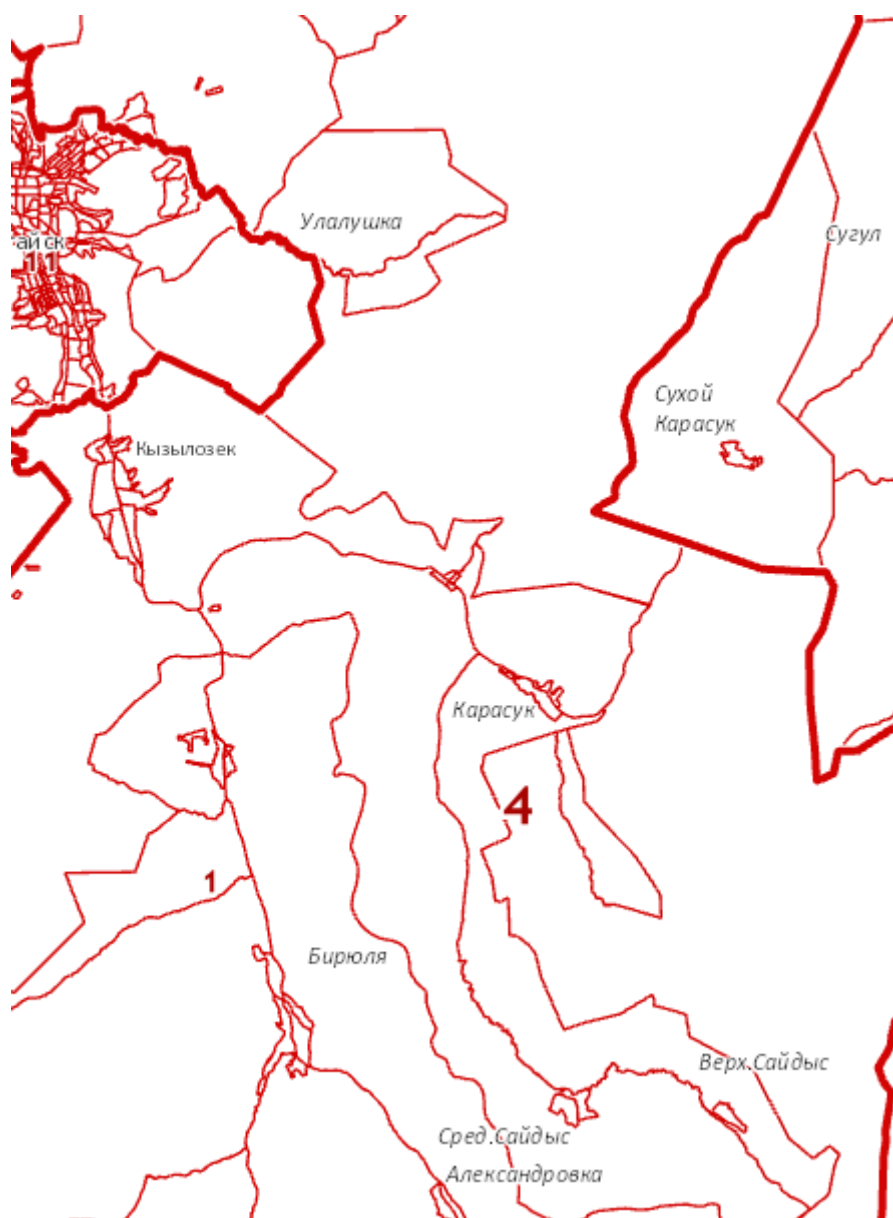 Улалушка
Сугул
айск
11
Сухой
Карасук
Кызылозек
Карасук
4
1
Бирюля
Верх.Сайдыс
Сред.Сайдыс
Александровка